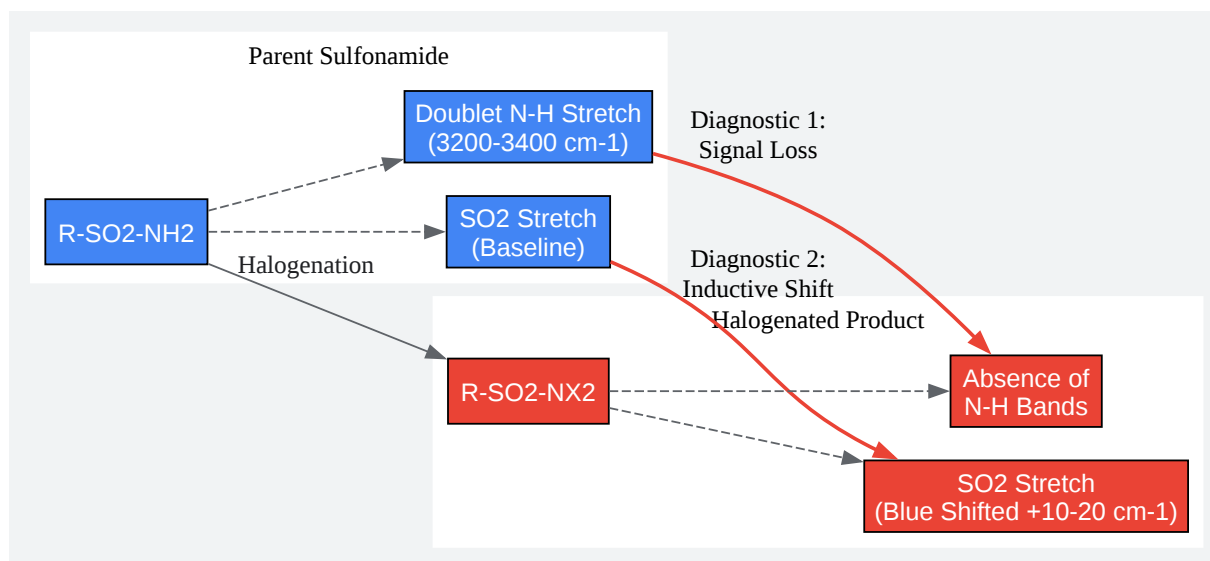 Parent Sulfonamide
Doublet N-H Stretch
(3200-3400 cm-1)
Diagnostic 1:
Signal Loss
R-SO2-NH2
SO2 Stretch
(Baseline)
Halogenation
Diagnostic 2:
Inductive Shift
Halogenated Product
R-SO2-NX2
Absence of
N-H Bands
SO2 Stretch
(Blue Shifted +10-20 cm-1)